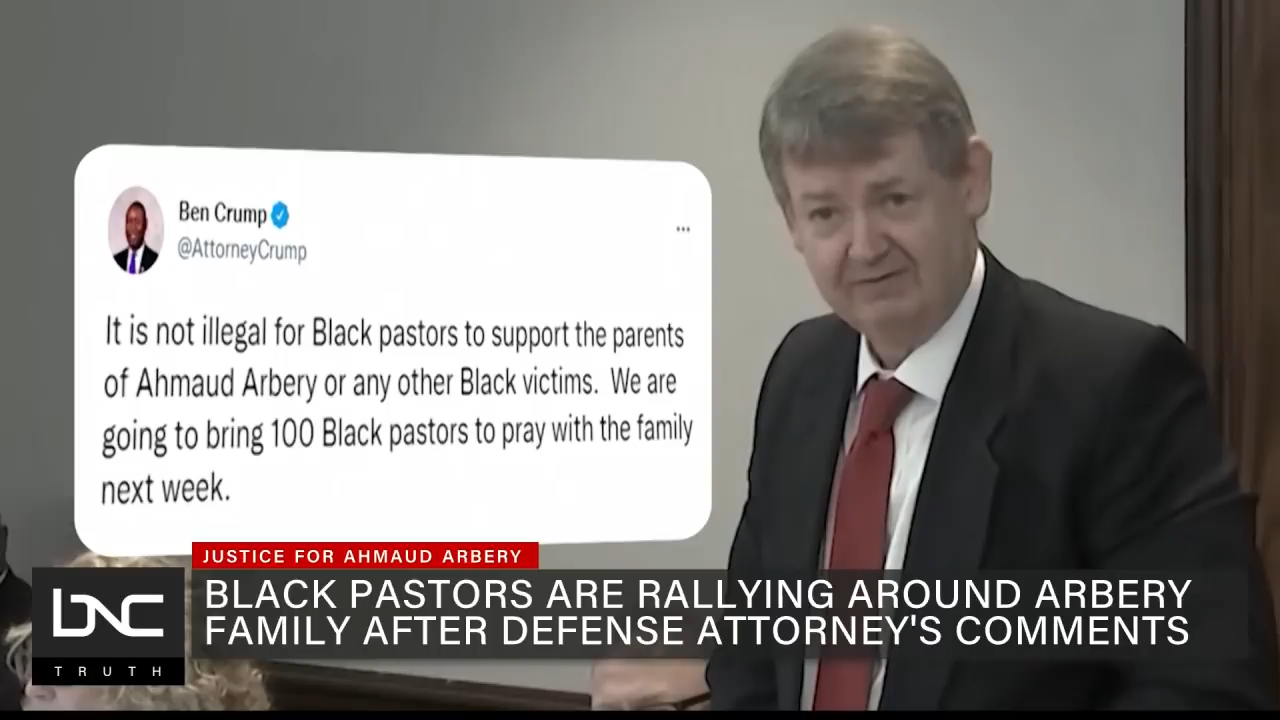 Ben Crump
@AttorneyCrump
...
It is not illegal for Black pastors to support the parents
of Ahmaud Arbery or any other Black victims. We are
going to bring 100 Black pastors to pray with the family
next week.
JUSTICE FOR AHMAUD ARBERY
BNC
TRUTH
BLACK PASTORS ARE RALLYING AROUND ARBERY
FAMILY AFTER DEFENSE ATTORNEY'S COMMENTS